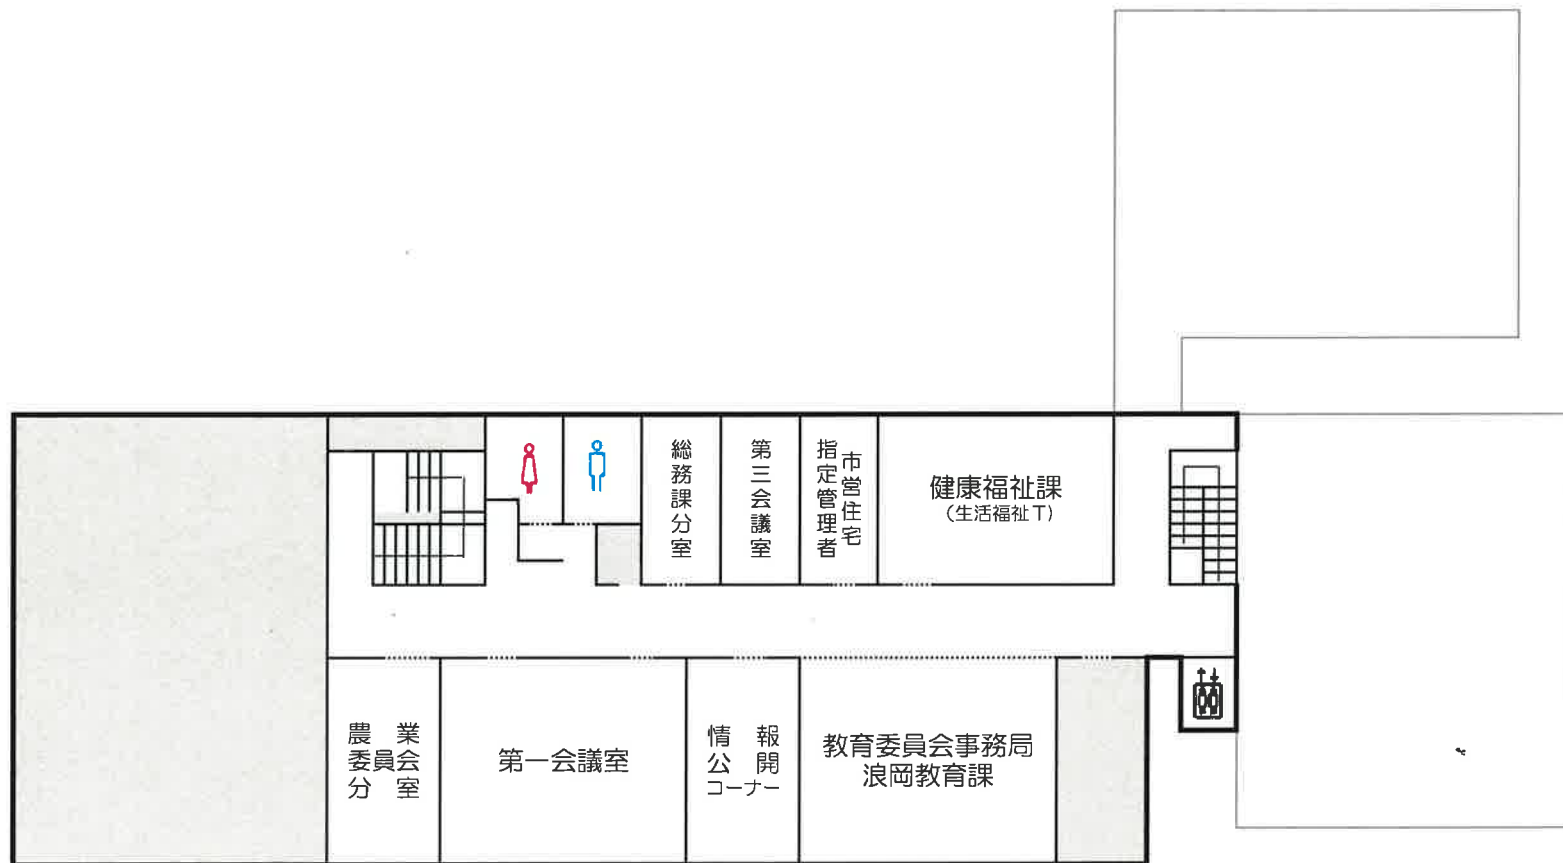 総務課分室
第三会議室
市営住宅
指定管理者
健康福祉課
(生活福祉T)
農業
委員会
分室
第一会議室
情報
公開
コーナー
教育委員会事務局
浪岡教育課